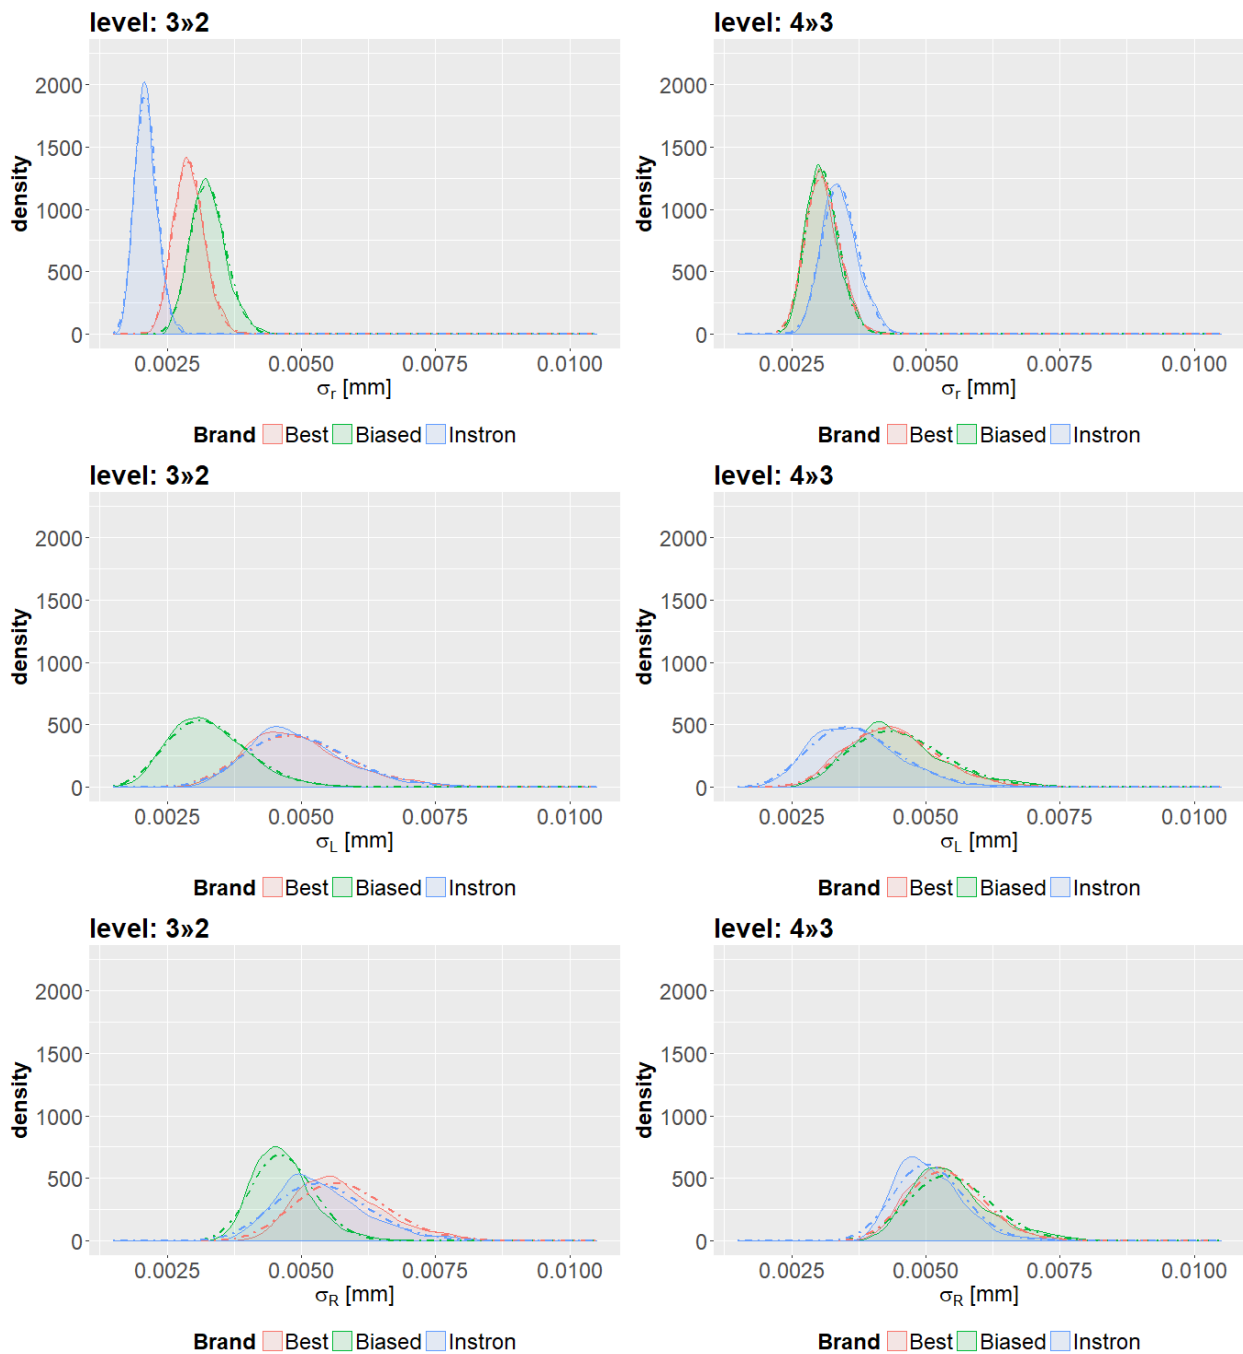 level: 3»2
level: 4»3
density
2000
1500
1000
500
0
0.0025 0.0050 0.0075 0.0100
σr [mm]
Brand Best Biased Instron
density
2000
1500
1000
500
0
0.0025 0.0050 0.0075 0.0100
σr [mm]
Brand Best Biased Instron
level: 3»2
level: 4»3
density
2000
1500
1000
500
0
0.0025 0.0050 0.0075 0.0100
σL [mm]
Brand Best Biased Instron
density
2000
1500
1000
500
0
0.0025 0.0050 0.0075 0.0100
σL [mm]
Brand Best Biased Instron
level: 3»2
level: 4»3
density
2000
1500
1000
500
0
0.0025 0.0050 0.0075 0.0100
σR [mm]
Brand Best Biased Instron
density
2000
1500
1000
500
0
0.0025 0.0050 0.0075 0.0100
σR [mm]
Brand Best Biased Instron